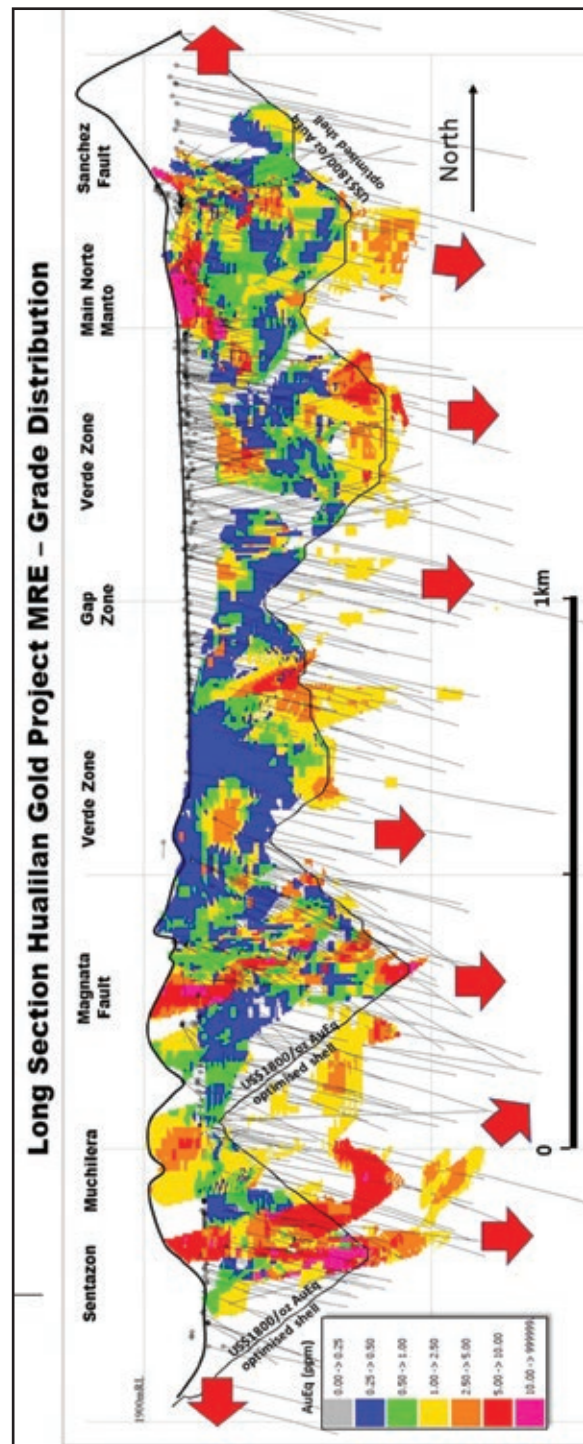 Long Section Hualilan Gold Project MRE – Grade Distribution
Sentazon
Muchilera
Magnata
Fault
Verde Zone
Gap
Zone
Verde Zone
Main Norte
Manto
Sanchez
Fault
1900mRL
US$1800/oz AuEq
optimised shell
US$1800/oz AuEq
optimised shell
US$1800/oz AuEq
optimised shell
North
0
1km
AuEq (ppm)
0.00 -> 0.25
0.25 -> 0.50
0.50 -> 1.00
1.00 -> 2.50
2.50 -> 5.00
5.00 -> 10.00
10.00 -> 999999.